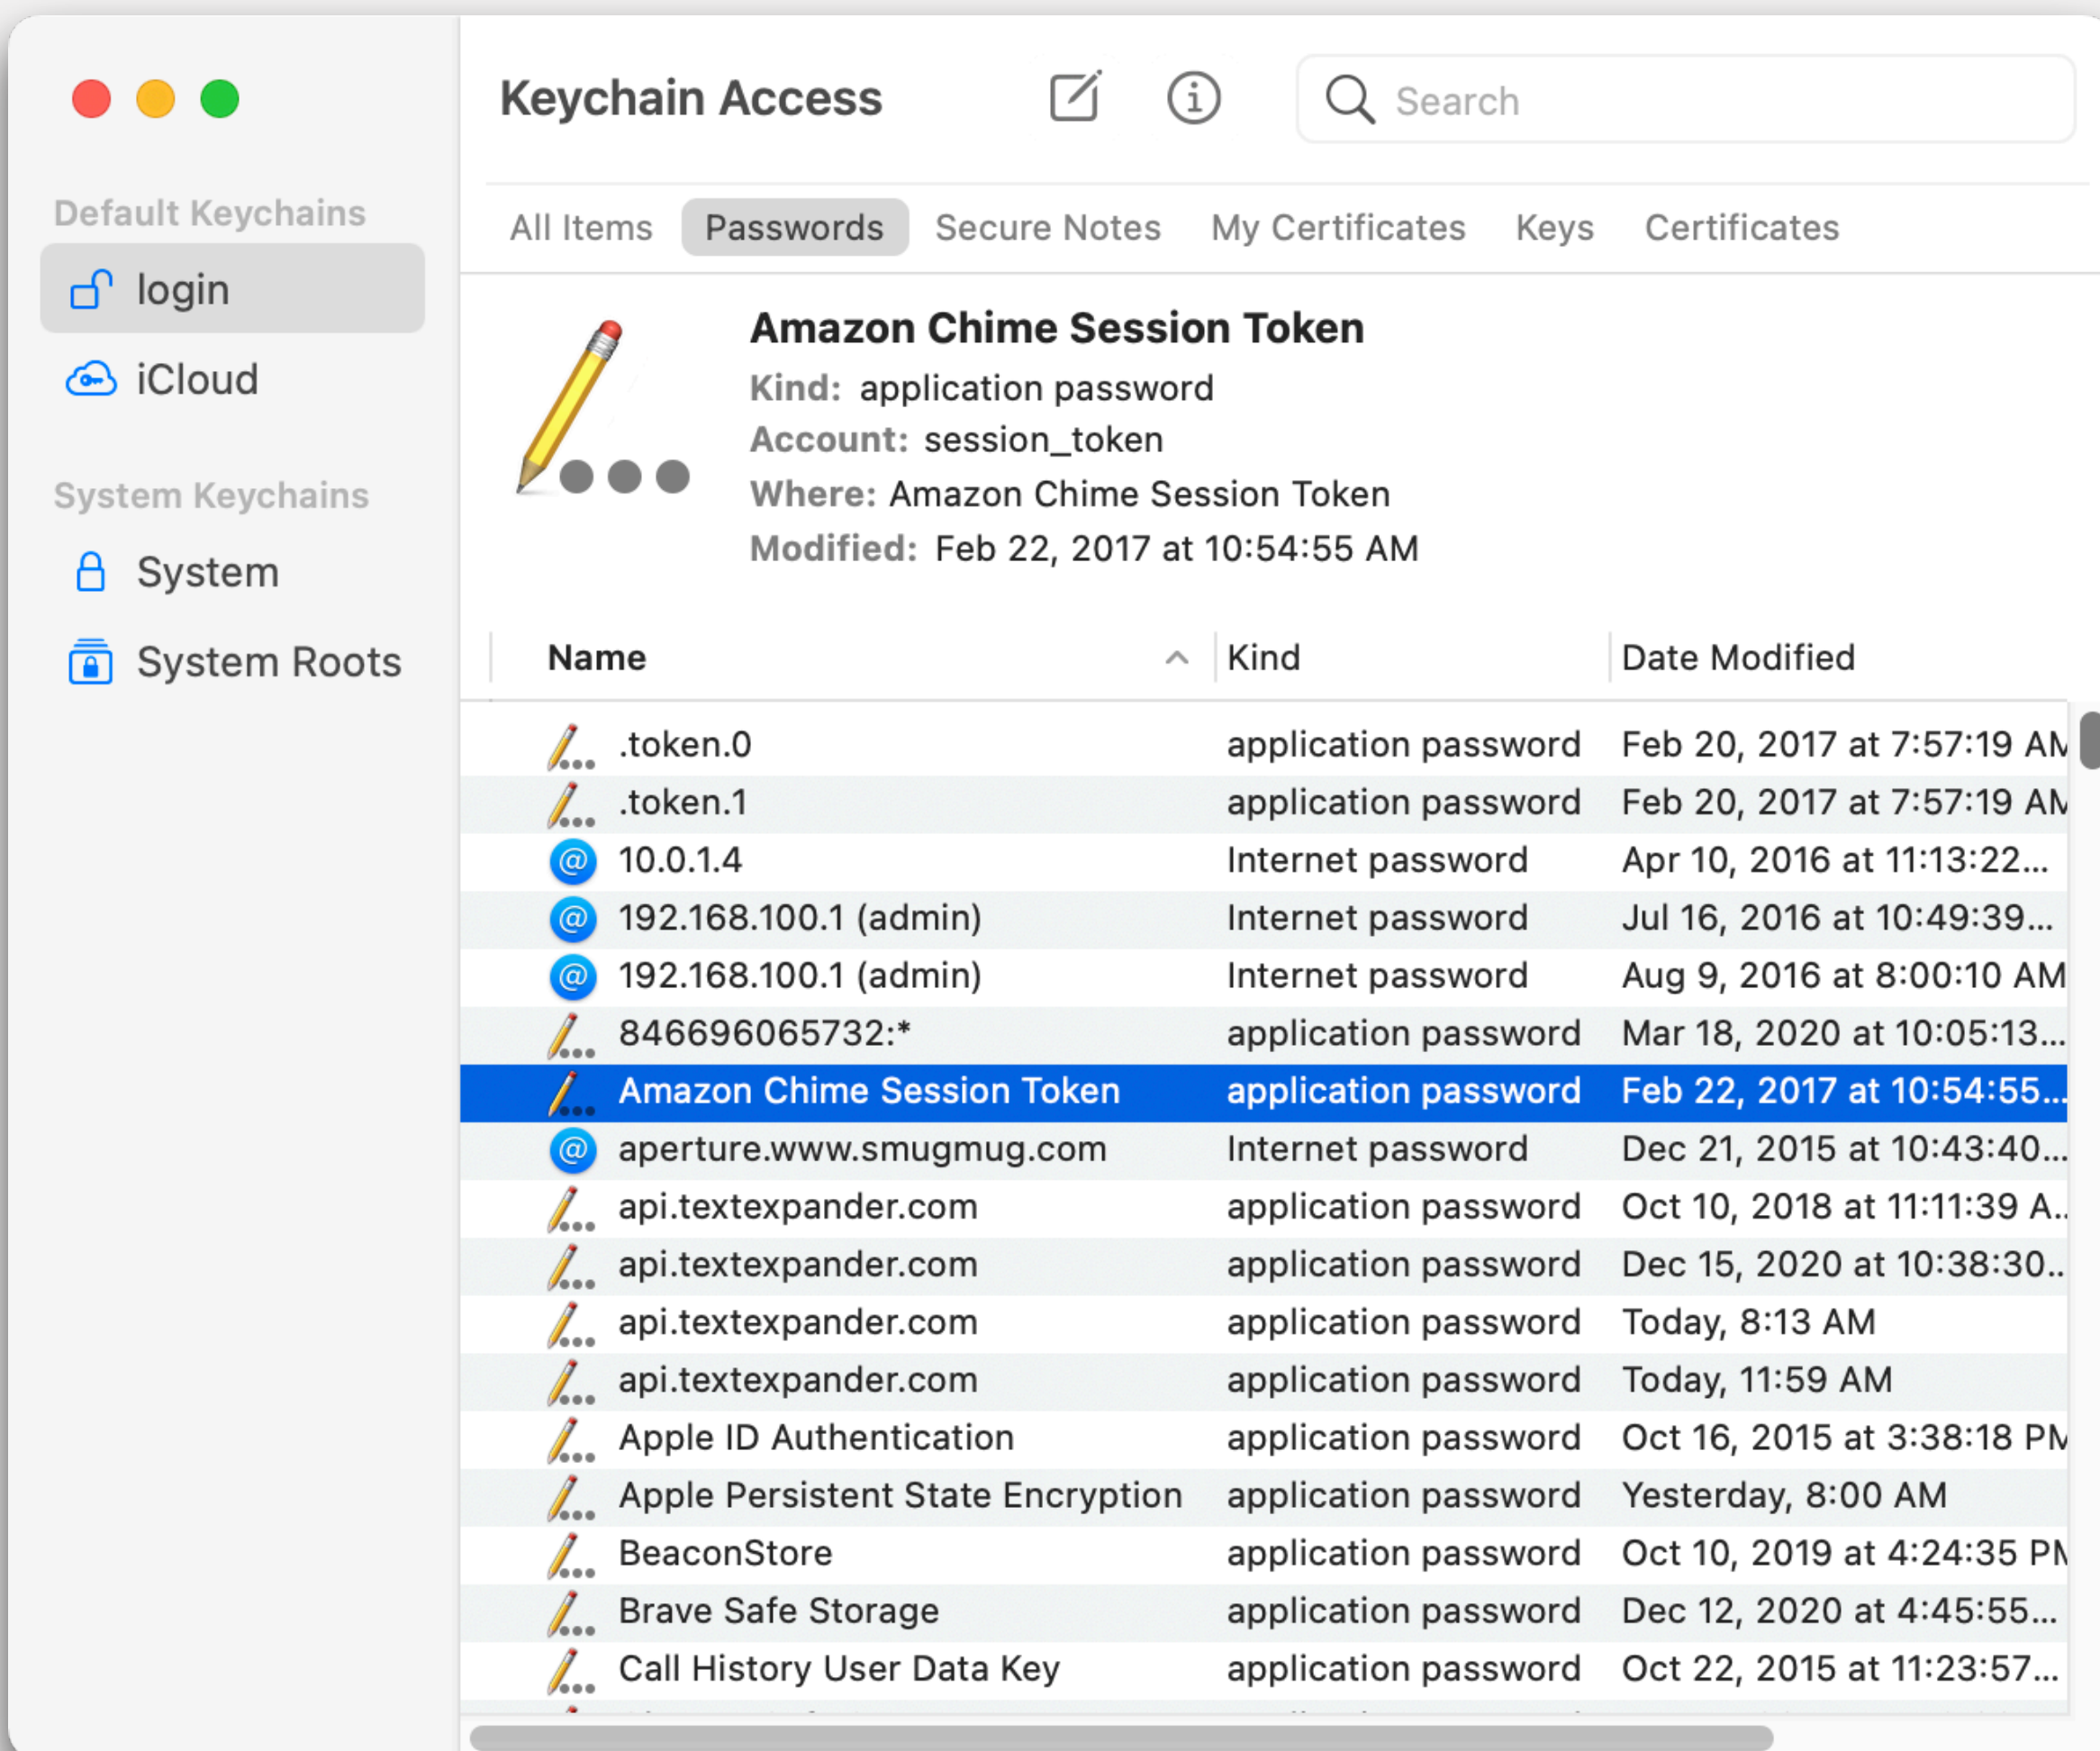 Keychain Access
Search
Default Keychains
login
iCloud
System Keychains
System
System Roots
All Items Passwords Secure Notes My Certificates Keys Certificates
Amazon Chime Session Token
Kind: application password
Account: session_token
Where: Amazon Chime Session Token
Modified: Feb 22, 2017 at 10:54:55 AM
Name Kind Date Modified
.token.0 application password Feb 20, 2017 at 7:57:19 AM
.token.1 application password Feb 20, 2017 at 7:57:19 AM
10.0.1.4 Internet password Apr 10, 2016 at 11:13:22...
192.168.100.1 (admin) Internet password Jul 16, 2016 at 10:49:39...
192.168.100.1 (admin) Internet password Aug 9, 2016 at 8:00:10 AM
846696065732:* application password Mar 18, 2020 at 10:05:13...
Amazon Chime Session Token application password Feb 22, 2017 at 10:54:55...
aperture.www.smugmug.com Internet password Dec 21, 2015 at 10:43:40...
api.textexpander.com application password Oct 10, 2018 at 11:11:39 A...
api.textexpander.com application password Dec 15, 2020 at 10:38:30...
api.textexpander.com application password Today, 8:13 AM
api.textexpander.com application password Today, 11:59 AM
Apple ID Authentication application password Oct 16, 2015 at 3:38:18 PM
Apple Persistent State Encryption application password Yesterday, 8:00 AM
BeaconStore application password Oct 10, 2019 at 4:24:35 PM
Brave Safe Storage application password Dec 12, 2020 at 4:45:55...
Call History User Data Key application password Oct 22, 2015 at 11:23:57...